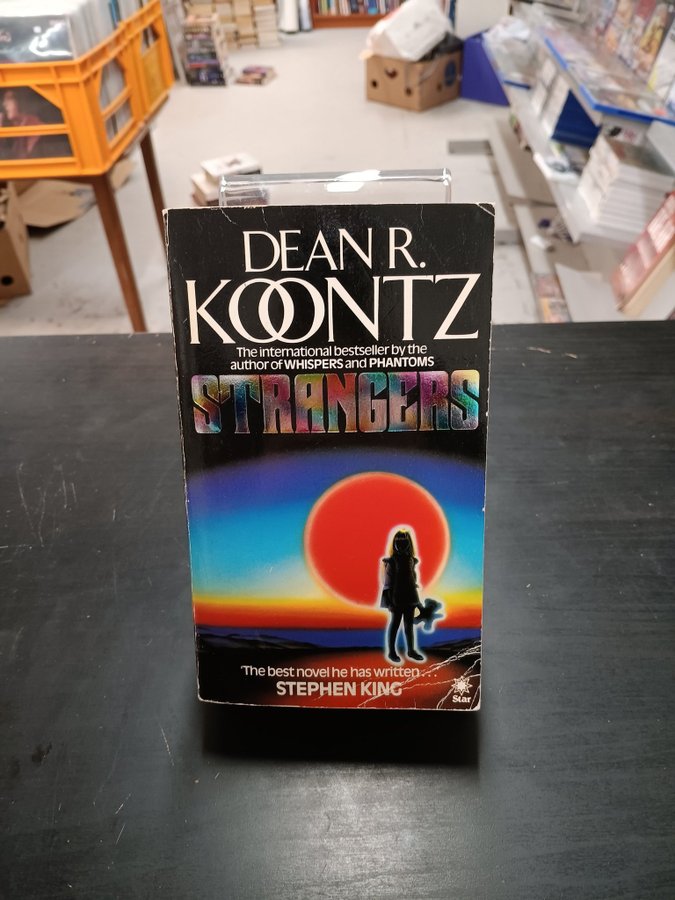 DEAN R.
KOONTZ
The international bestseller by the
author of WHISPERS and PHANTOMS
STRANGERS
'The best novel he has written...
STEPHEN KING
Star